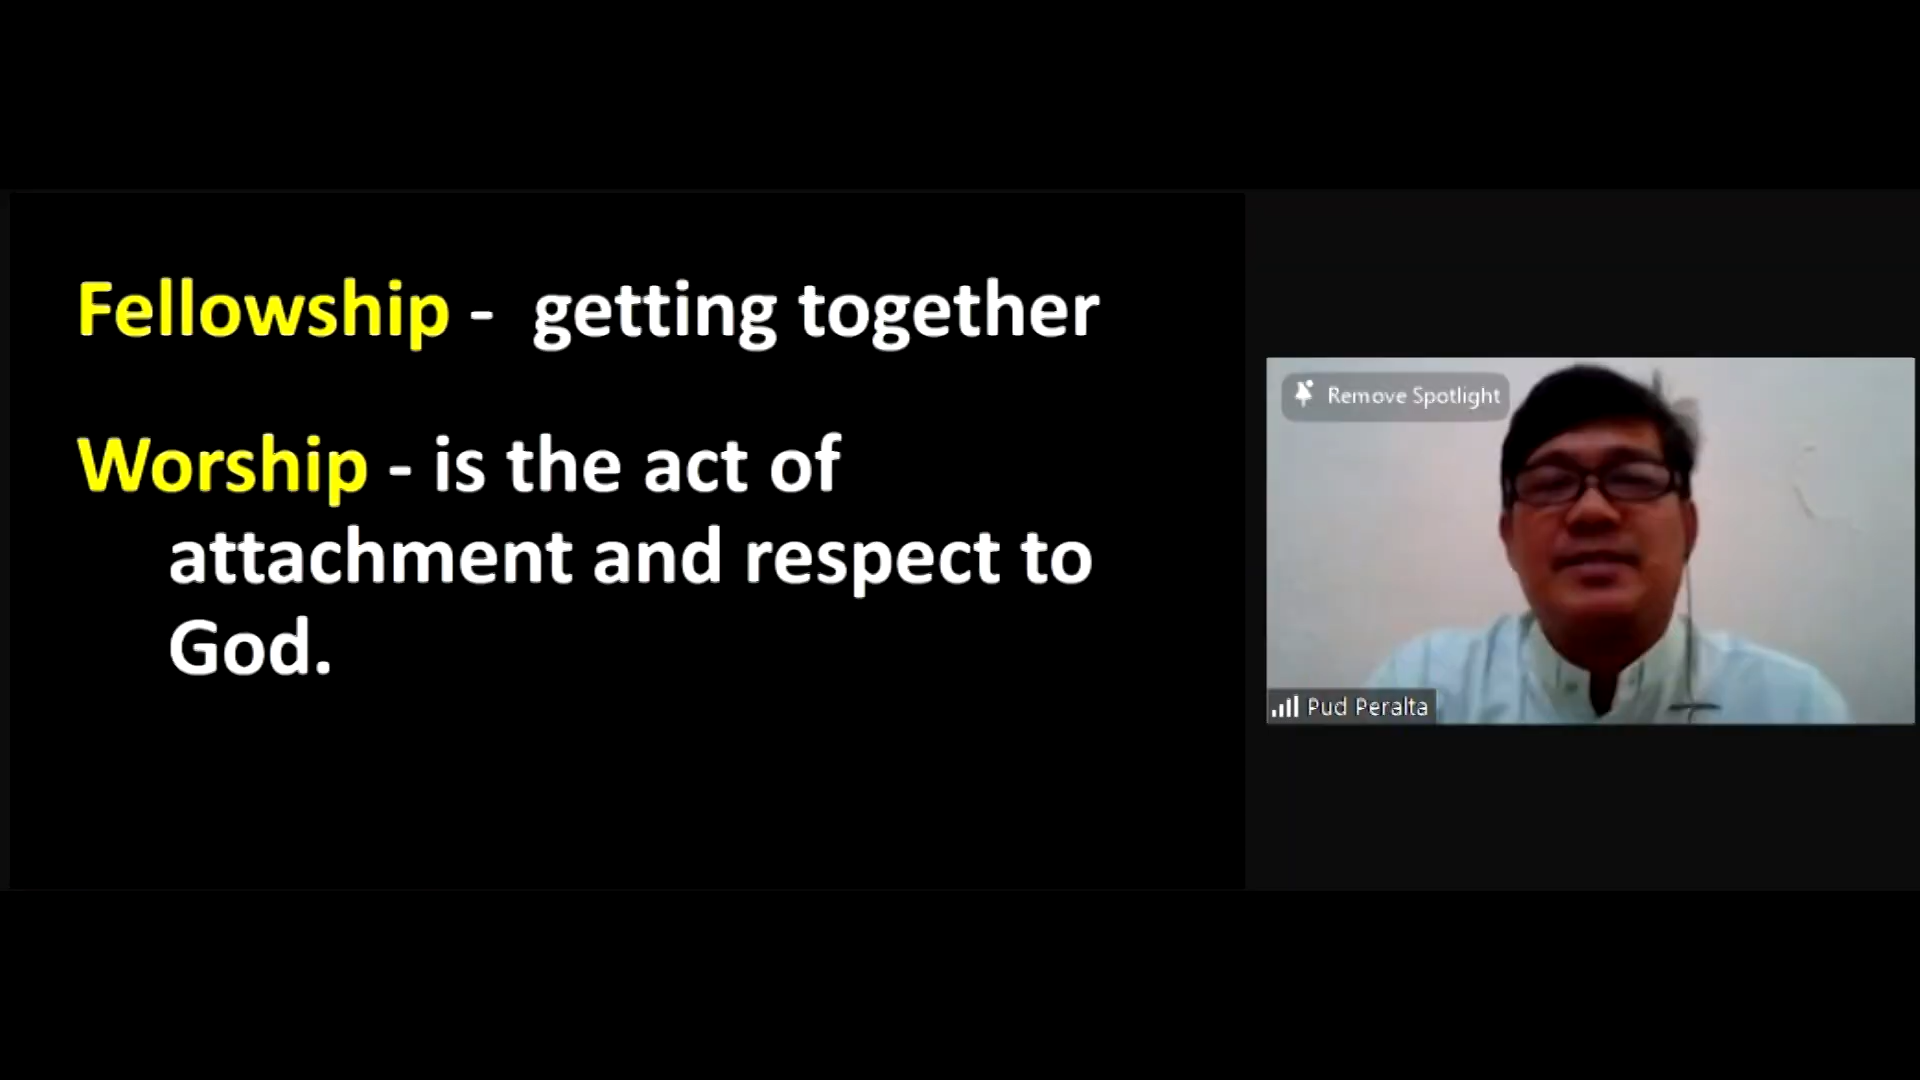 Fellowship - getting together
Worship - is the act of
attachment and respect to
God.
Remove Spotlight
Pud Peralta